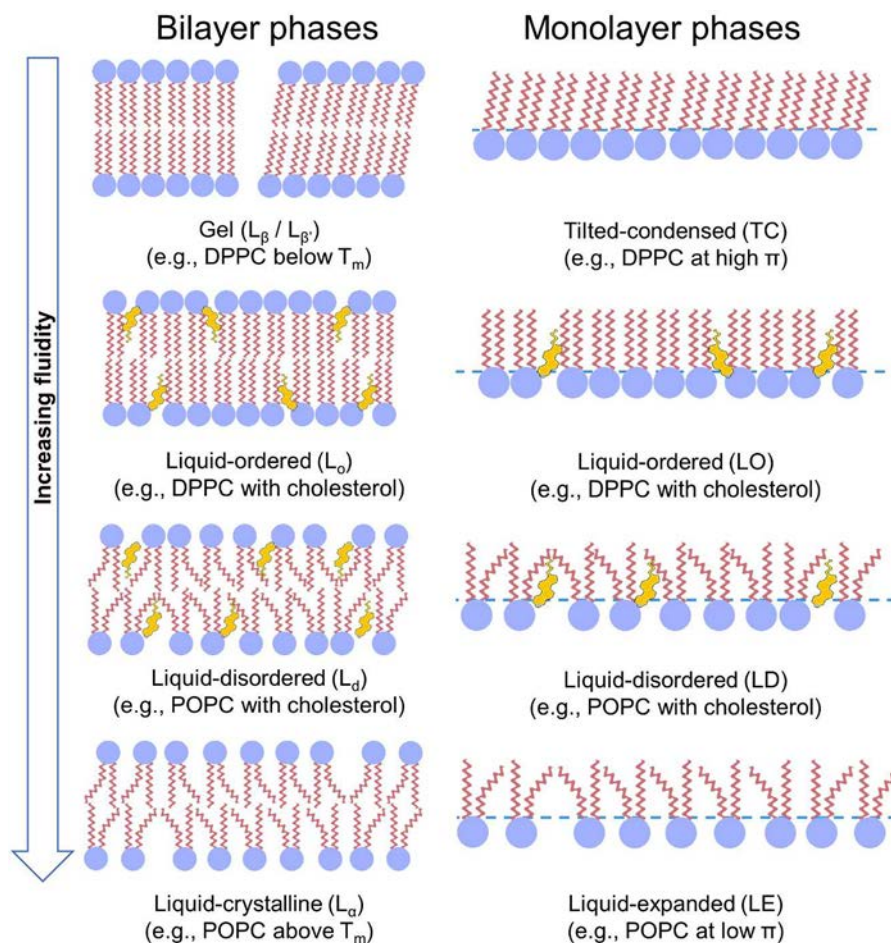 Bilayer phases
Monolayer phases
Increasing fluidity
Gel (Lβ / Lβ')
(e.g., DPPC below Tm)
Tilted-condensed (TC)
(e.g., DPPC at high π)
Liquid-ordered (Lo)
(e.g., DPPC with cholesterol)
Liquid-ordered (LO)
(e.g., DPPC with cholesterol)
Liquid-disordered (Ld)
(e.g., POPC with cholesterol)
Liquid-disordered (LD)
(e.g., POPC with cholesterol)
Liquid-crystalline (Lα)
(e.g., POPC above Tm)
Liquid-expanded (LE)
(e.g., POPC at low π)